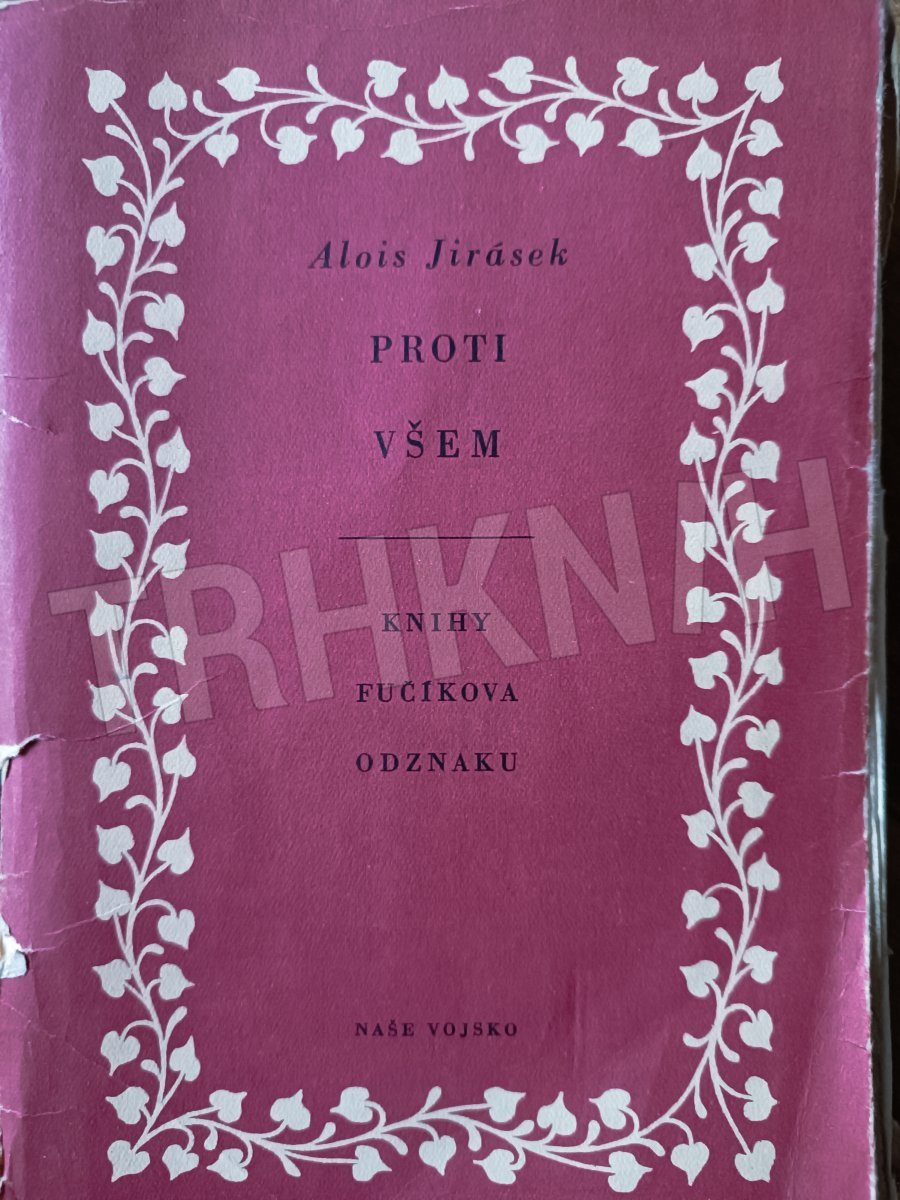 Alois Jirásek
PROTI
VŠEM
KNIHY
FUČÍKOVA
ODZNAKU
NAŠE VOJSKO
TRHKNIH